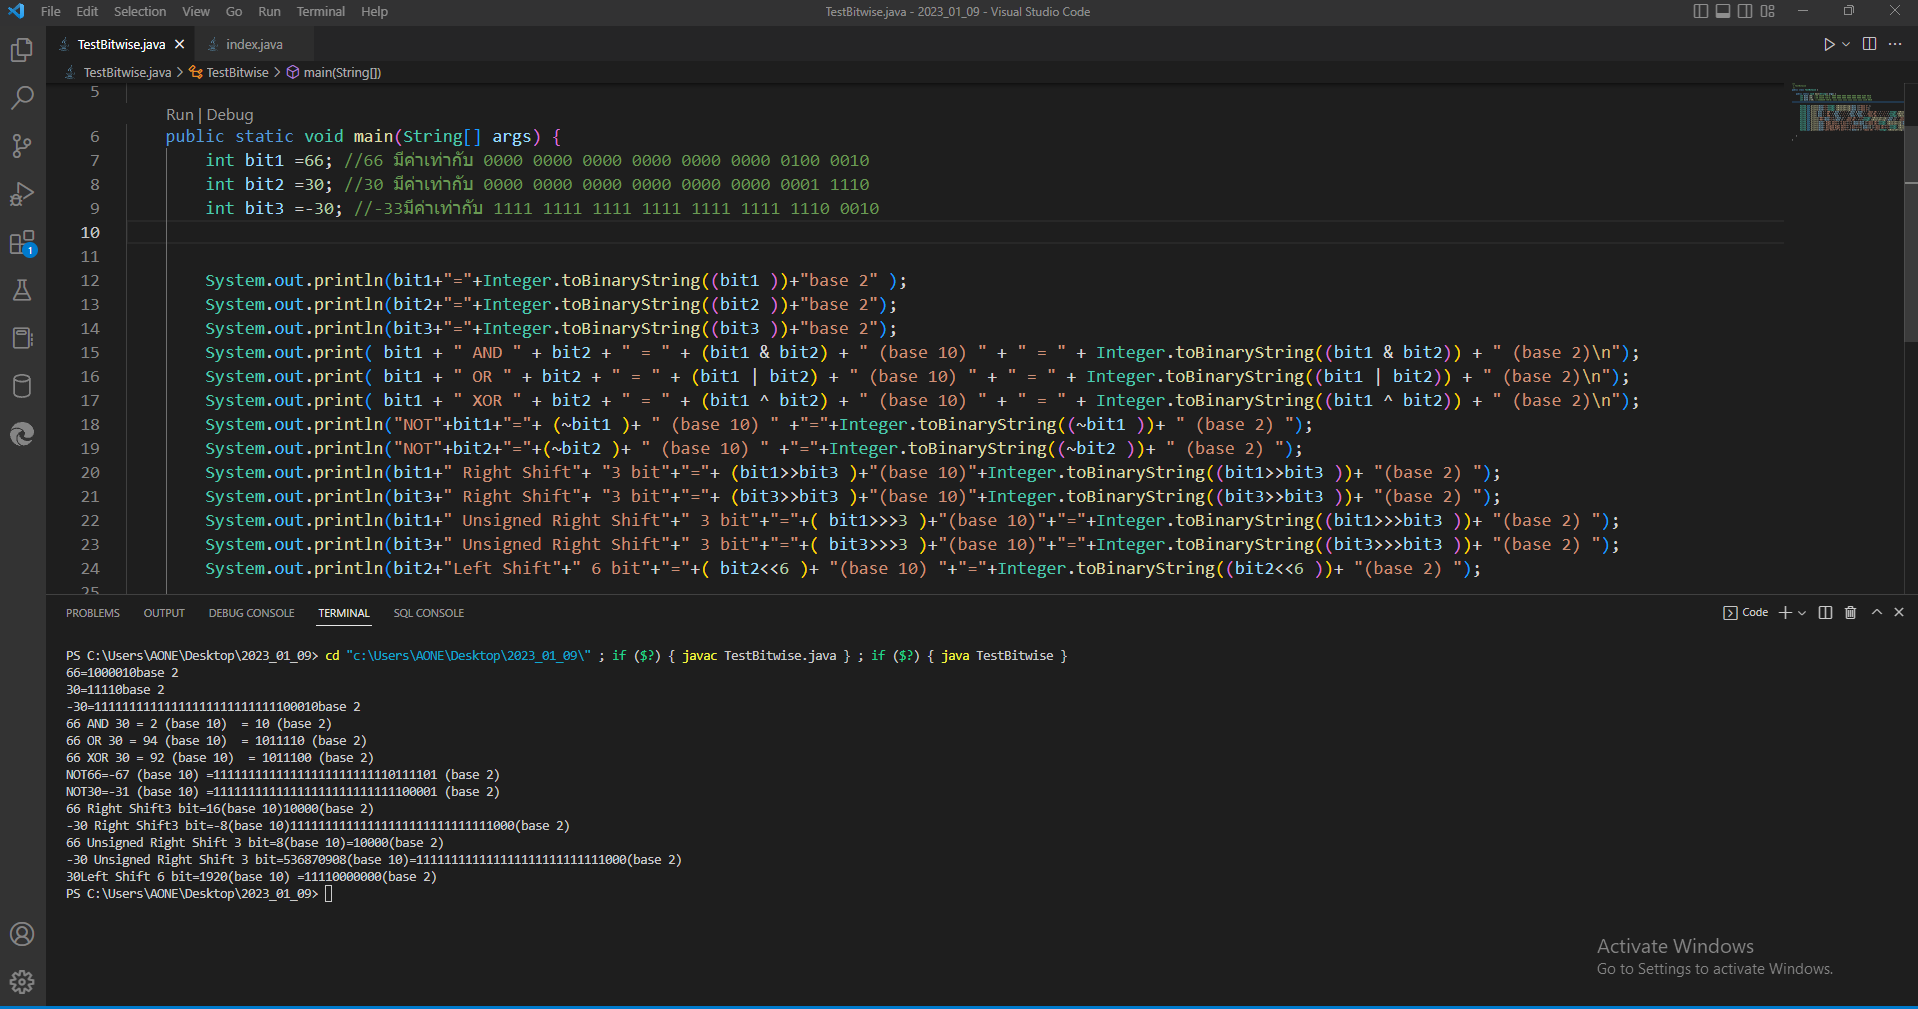 File Edit Selection View Go Run Terminal Help
TestBitwise.java - 2023_01_09 - Visual Studio Code
TestBitwise.java index.java
TestBitwise.java > TestBitwise > main(String[])
5
Run | Debug
6 public static void main(String[] args) {
7 int bit1 =66; //66 มีค่าเท่ากับ 0000 0000 0000 0000 0000 0000 0100 0010
8 int bit2 =30; //30 มีค่าเท่ากับ 0000 0000 0000 0000 0000 0000 0001 1110
9 int bit3 =-30; //-33มีค่าเท่ากับ 1111 1111 1111 1111 1111 1111 1110 0010
10
11
12 System.out.println(bit1+"="+Integer.toBinaryString((bit1 ))+"base 2" );
13 System.out.println(bit2+"="+Integer.toBinaryString((bit2 ))+"base 2");
14 System.out.println(bit3+"="+Integer.toBinaryString((bit3 ))+"base 2");
15 System.out.print( bit1 + " AND " + bit2 + " = " + (bit1 & bit2) + " (base 10) " + " = " + Integer.toBinaryString((bit1 & bit2)) + " (base 2)\n");
16 System.out.print( bit1 + " OR " + bit2 + " = " + (bit1 | bit2) + " (base 10) " + " = " + Integer.toBinaryString((bit1 | bit2)) + " (base 2)\n");
17 System.out.print( bit1 + " XOR " + bit2 + " = " + (bit1 ^ bit2) + " (base 10) " + " = " + Integer.toBinaryString((bit1 ^ bit2)) + " (base 2)\n");
18 System.out.println("NOT"+bit1+"="+ (~bit1 )+ " (base 10) " +"="+Integer.toBinaryString((~bit1 ))+ " (base 2) ");
19 System.out.println("NOT"+bit2+"="+(~bit2 )+ " (base 10) " +"="+Integer.toBinaryString((~bit2 ))+ " (base 2) ");
20 System.out.println(bit1+" Right Shift"+ "3 bit"+"="+ (bit1>>bit3 )+"(base 10)"+Integer.toBinaryString((bit1>>bit3 ))+ "(base 2) ");
21 System.out.println(bit3+" Right Shift"+ "3 bit"+"="+ (bit3>>bit3 )+"(base 10)"+Integer.toBinaryString((bit3>>bit3 ))+ "(base 2) ");
22 System.out.println(bit1+" Unsigned Right Shift"+" 3 bit"+"="+( bit1>>>3 )+"(base 10)"+"="+Integer.toBinaryString((bit1>>>bit3 ))+ "(base 2) ");
23 System.out.println(bit3+" Unsigned Right Shift"+" 3 bit"+"="+( bit3>>>3 )+"(base 10)"+"="+Integer.toBinaryString((bit3>>>bit3 ))+ "(base 2) ");
24 System.out.println(bit2+"Left Shift"+" 6 bit"+"="+( bit2<<6 )+ "(base 10) "+"="+Integer.toBinaryString((bit2<<6 ))+ "(base 2) ");
25
1
PROBLEMS OUTPUT DEBUG CONSOLE TERMINAL SQL CONSOLE
Code
PS C:\Users\AONE\Desktop\2023_01_09> cd "c:\Users\AONE\Desktop\2023_01_09\" ; if ($?) { javac TestBitwise.java } ; if ($?) { java TestBitwise }
66=1000010base 2
30=11110base 2
-30=11111111111111111111111111100010base 2
66 AND 30 = 2 (base 10)  = 10 (base 2)
66 OR 30 = 94 (base 10)  = 1011110 (base 2)
66 XOR 30 = 92 (base 10)  = 1011100 (base 2)
NOT66=-67 (base 10) =11111111111111111111111110111101 (base 2)
NOT30=-31 (base 10) =11111111111111111111111111100001 (base 2)
66 Right Shift3 bit=16(base 10)10000(base 2)
-30 Right Shift3 bit=-8(base 10)11111111111111111111111111111000(base 2)
66 Unsigned Right Shift 3 bit=8(base 10)=10000(base 2)
-30 Unsigned Right Shift 3 bit=536870908(base 10)=111111111111111111111111111000(base 2)
30Left Shift 6 bit=1920(base 10) =11110000000(base 2)
PS C:\Users\AONE\Desktop\2023_01_09>
Activate Windows
Go to Settings to activate Windows.